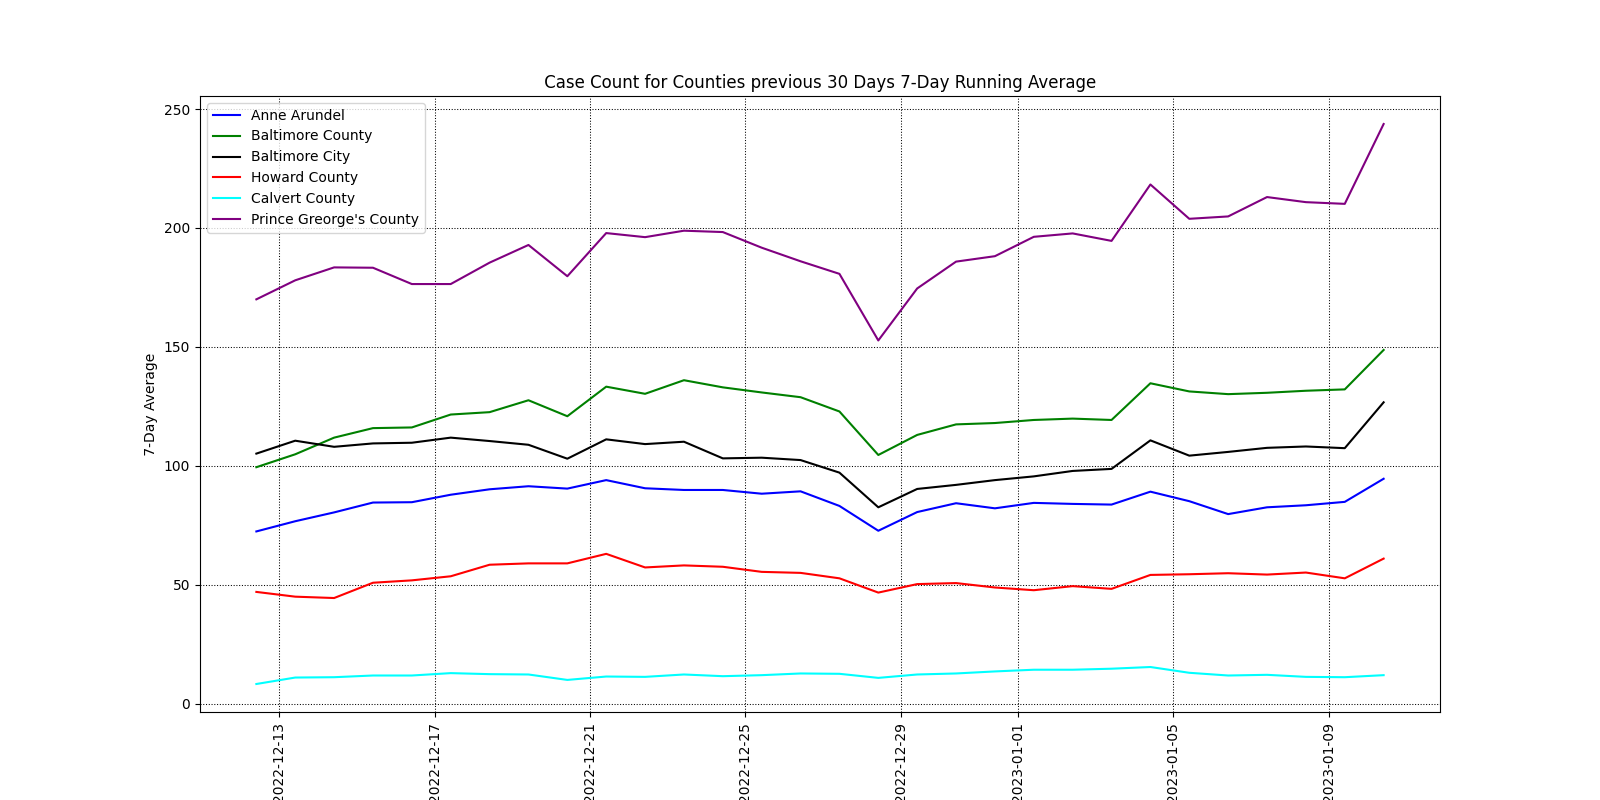 Case Count for Counties previous 30 Days 7-Day Running Average
250
200
150
100
50
0
7-Day Average
Anne Arundel
Baltimore County
Baltimore City
Howard County
Calvert County
Prince Greorge's County
2022-12-13
2022-12-17
2022-12-21
2022-12-25
2022-12-29
2023-01-01
2023-01-05
2023-01-09